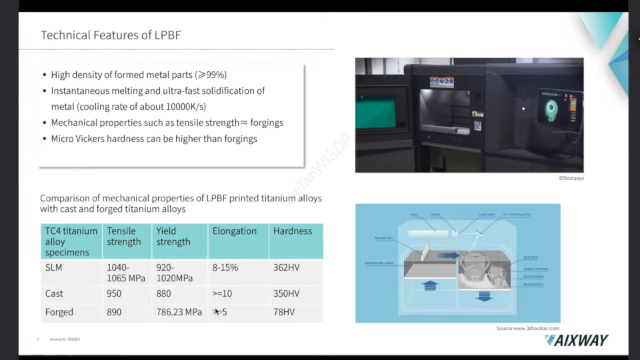 Technical Features of LPBF
• High density of formed metal parts (≥99%)
• Instantaneous melting and ultra-fast solidification of
metal (cooling rate of about 10000K/s)
• Mechanical properties such as tensile strength≈ forgings
• Micro Vickers hardness can be higher than forgings
©Stratasys
Comparison of mechanical properties of LPBF printed titanium alloys
with cast and forged titanium alloys
TC4 titanium alloy specimens Tensile strength Yield strength Elongation Hardness
SLM 1040-1065 MPa 920-1020MPa 8-15% 362HV
Cast 950 880 >=10 350HV
Forged 890 786.23 MPa >=5 78HV
Source:www.3dtoutiao.com
AIXWAY